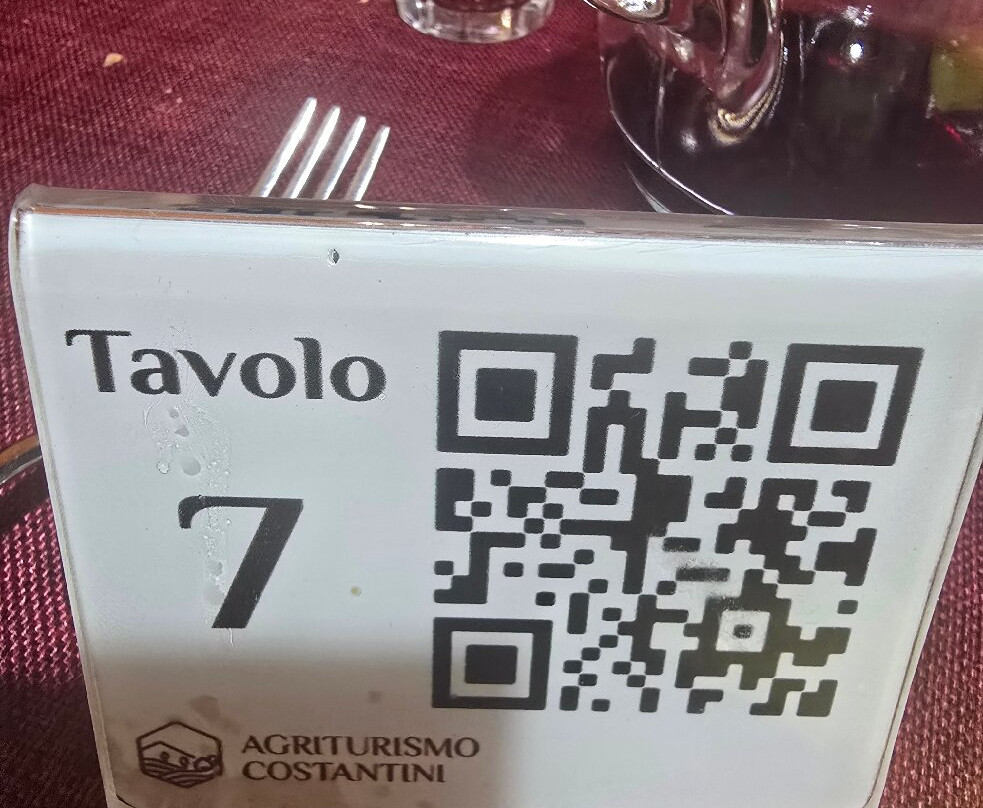 Tavolo
7
AGRITURISMO
COSTANTINI